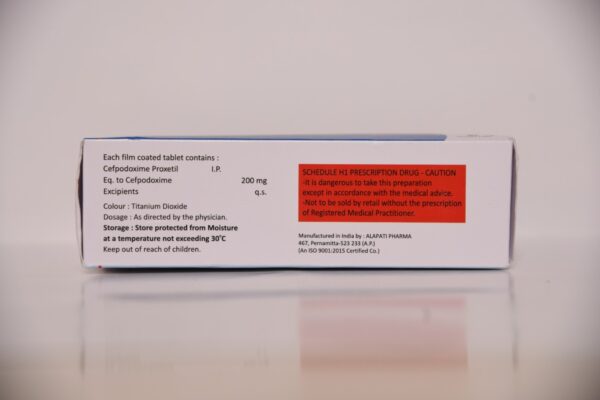 Each film coated tablet contains :
Cefpodoxime Proxetil I.P.
Eq. to Cefpodoxime 200 mg
Excipients q.s.
Colour : Titanium Dioxide
Dosage : As directed by the physician.
Storage : Store protected from Moisture
at a temperature not exceeding 30°C
Keep out of reach of children.
SCHEDULE H1 PRESCRIPTION DRUG - CAUTION
-It is dangerous to take this preparation
except in accordance with the medical advice.
-Not to be sold by retail without the prescription
of Registered Medical Practitioner.
Manufactured in India by : ALAPATI PHARMA
467, Pernamitta-523 233 (A.P.)
(An ISO 9001:2015 Certified Co.)